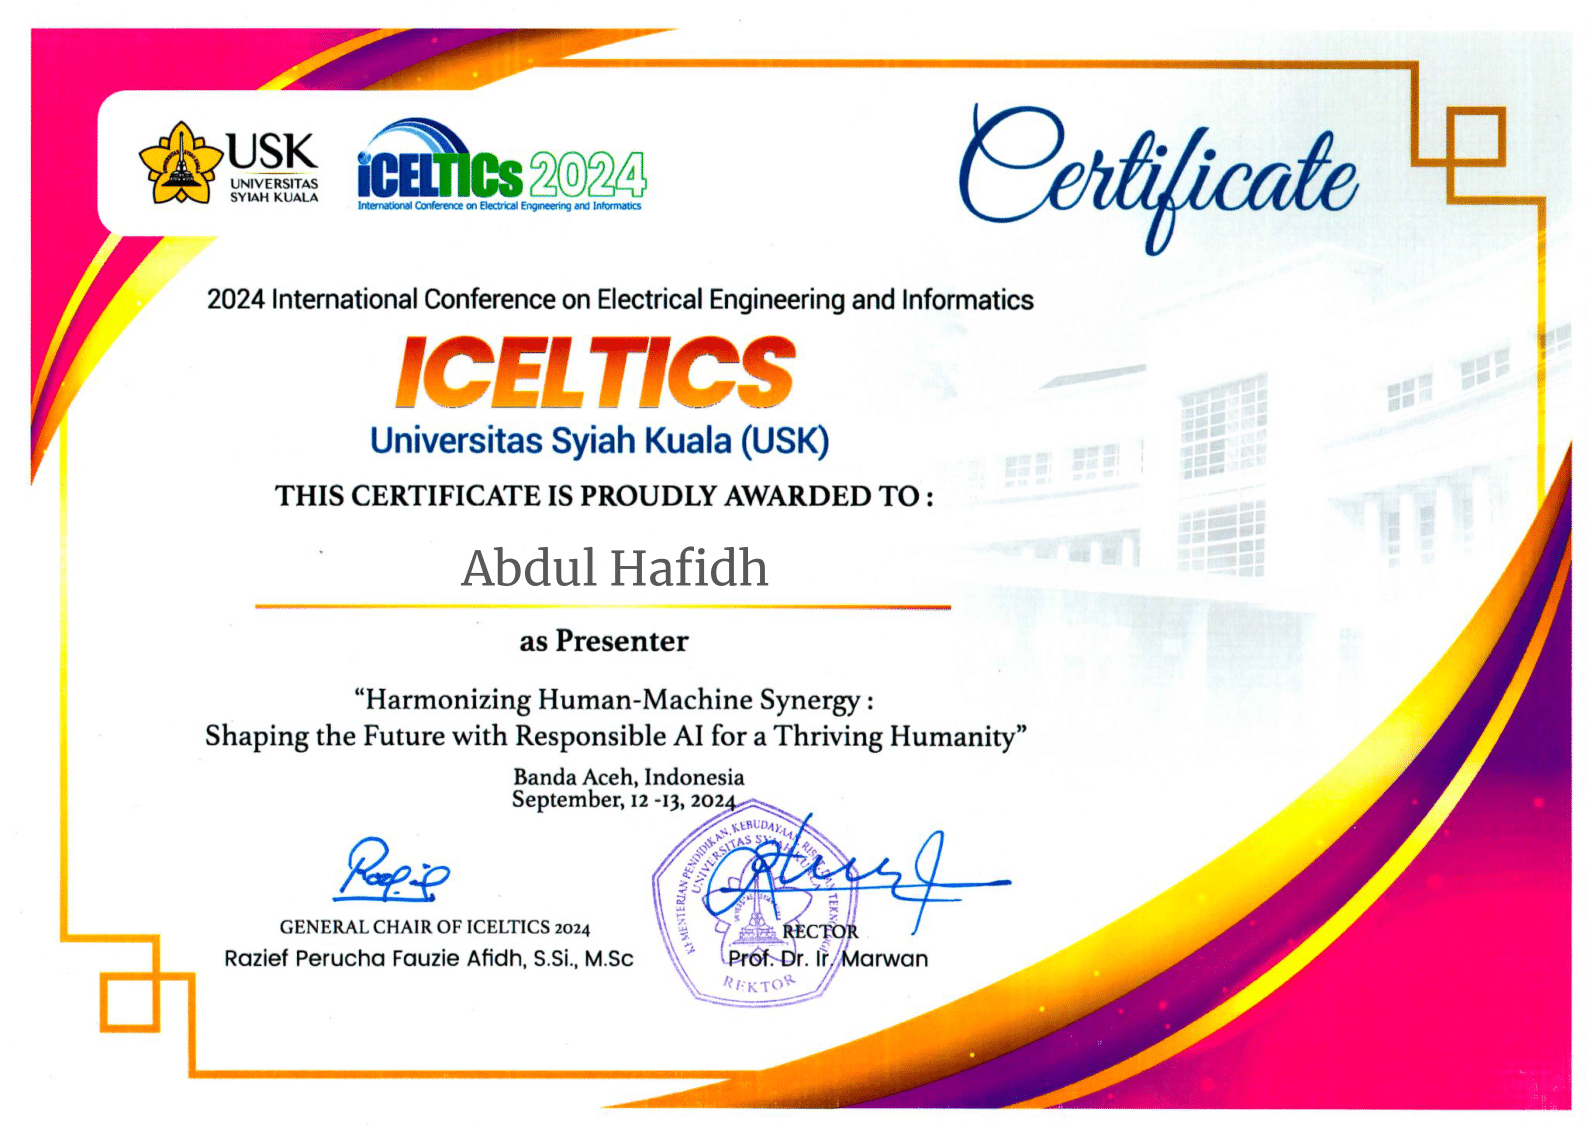 USK
UNIVERSITAS
SYIAH KUALA
iCELTICs 2024
International Conference on Electrical Engineering and Informatics
Certificate
2024 International Conference on Electrical Engineering and Informatics
ICELTICS
Universitas Syiah Kuala (USK)
THIS CERTIFICATE IS PROUDLY AWARDED TO :
Abdul Hafidh
as Presenter
“Harmonizing Human-Machine Synergy :
Shaping the Future with Responsible AI for a Thriving Humanity”
Banda Aceh, Indonesia
September, 12 -13, 2024
KEMENTERIAN PENDIDIKAN, KEBUDAYAAN, RISET, DAN TEKNOLOGI
UNIVERSITAS SYIAH KUALA
REKTOR
GENERAL CHAIR OF ICELTICS 2024
Razief Perucha Fauzie Afidh, S.Si., M.Sc
RECTOR
Prof. Dr. Ir. Marwan